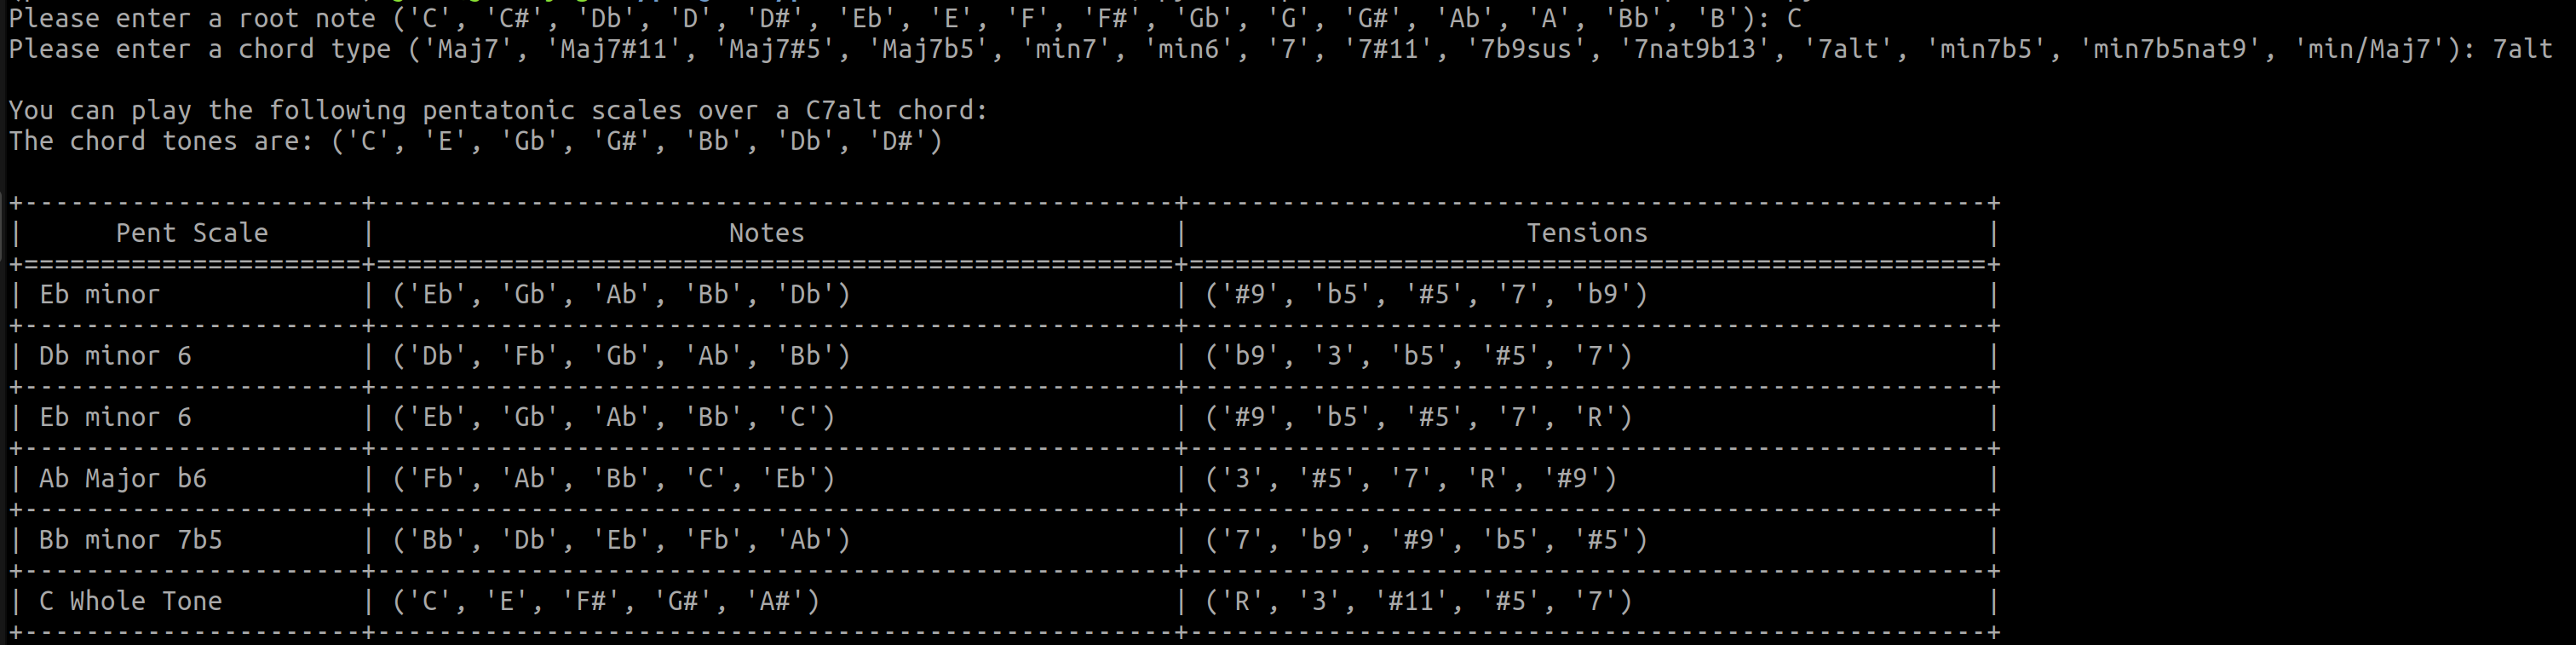 Please enter a root note ('C', 'C#', 'Db', 'D', 'D#', 'Eb', 'E', 'F', 'F#', 'Gb', 'G', 'G#', 'Ab', 'A', 'Bb', 'B'): C
Please enter a chord type ('Maj7', 'Maj7#11', 'Maj7#5', 'Maj7b5', 'min7', 'min6', '7', '7#11', '7b9sus', '7nat9b13', '7alt', 'min7b5', 'min7b5nat9', 'min/Maj7'): 7alt
You can play the following pentatonic scales over a C7alt chord:
The chord tones are: ('C', 'E', 'Gb', 'G#', 'Bb', 'Db', 'D#')
| Pent Scale | Notes | Tensions |
| Eb minor | ('Eb', 'Gb', 'Ab', 'Bb', 'Db') | ('#9', 'b5', '#5', '7', 'b9') |
| Db minor 6 | ('Db', 'Fb', 'Gb', 'Ab', 'Bb') | ('b9', '3', 'b5', '#5', '7') |
| Eb minor 6 | ('Eb', 'Gb', 'Ab', 'Bb', 'C') | ('#9', 'b5', '#5', '7', 'R') |
| Ab Major b6 | ('Fb', 'Ab', 'Bb', 'C', 'Eb') | ('3', '#5', '7', 'R', '#9') |
| Bb minor 7b5 | ('Bb', 'Db', 'Eb', 'Fb', 'Ab') | ('7', 'b9', '#9', 'b5', '#5') |
| C Whole Tone | ('C', 'E', 'F#', 'G#', 'A#') | ('R', '3', '#11', '#5', '7') |